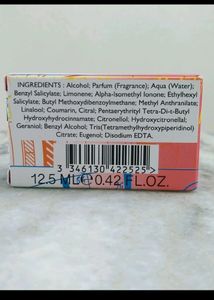 INGREDIENTS : Alcohol; Parfum (Fragrance); Aqua (Water);
Benzyl Salicylate; Limonene; Alpha-Isomethyl Ionone; Ethylhexyl
Salicylate; Butyl Methoxydibenzoylmethane; Methyl Anthranilate;
Linalool; Coumarin; Citral; Pentaerythrityl Tetra-Di-t-Butyl
Hydroxyhydrocinnamate; Citronellol; Hydroxycitronellal;
Geraniol; Benzyl Alcohol; Tris(Tetramethylhydroxypiperidinol)
Citrate; Eugenol; Disodium EDTA.
3 346130 422525 >
12.5 ML e 0.42 FL.OZ.